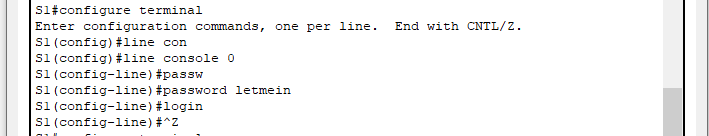 S1#configure terminal
Enter configuration commands, one per line.  End with CNTL/Z.
S1(config)#line con
S1(config)#line console 0
S1(config-line)#passw
S1(config-line)#password letmein
S1(config-line)#login
S1(config-line)#^Z